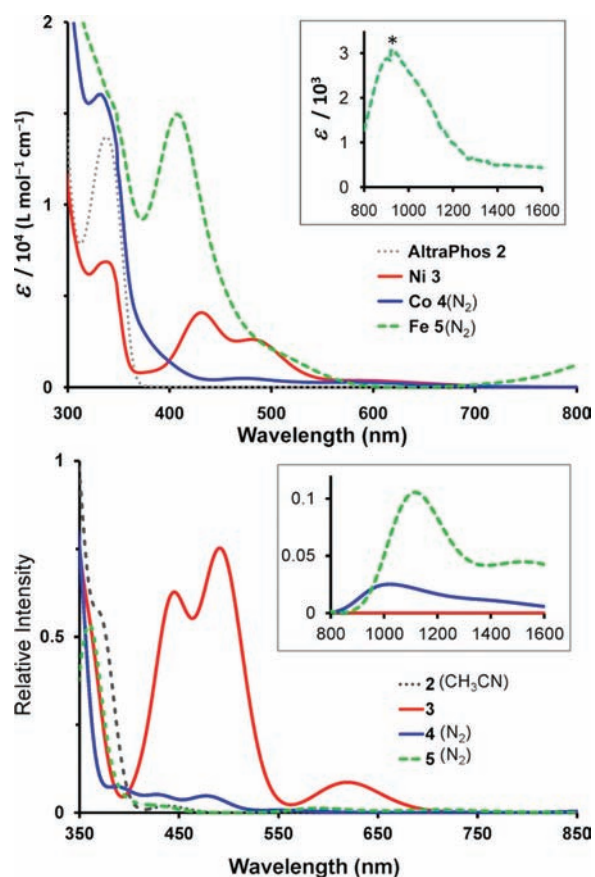 2
1
0
ε / 10⁴ (L mol⁻¹ cm⁻¹)
300 400 500 600 700 800
Wavelength (nm)
*
3
2
1
0
ε / 10³
800 1000 1200 1400 1600
AltraPhos 2
Ni 3
Co 4(N₂)
Fe 5(N₂)
1
0.5
0
Relative Intensity
350 450 550 650 750 850
Wavelength (nm)
0.1
0.05
0
800 1000 1200 1400 1600
2 (CH₃CN)
3
4 (N₂)
5 (N₂)